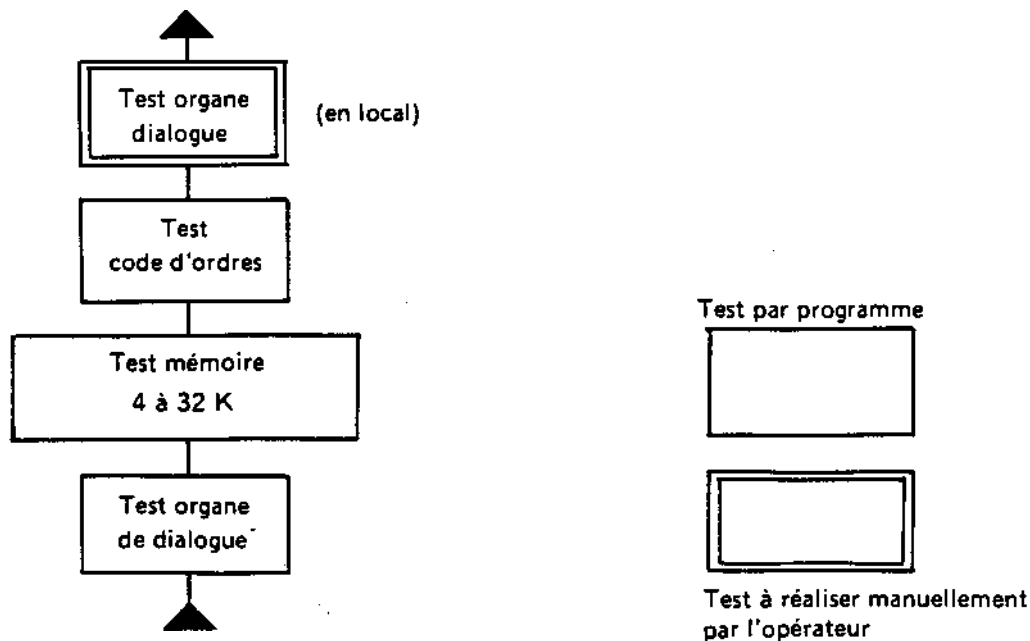 Test organe
dialogue
(en local)
Test
code d'ordres
Test mémoire
4 à 32 K
Test organe
de dialogue
Test par programme
Test à réaliser manuellement
par l'opérateur